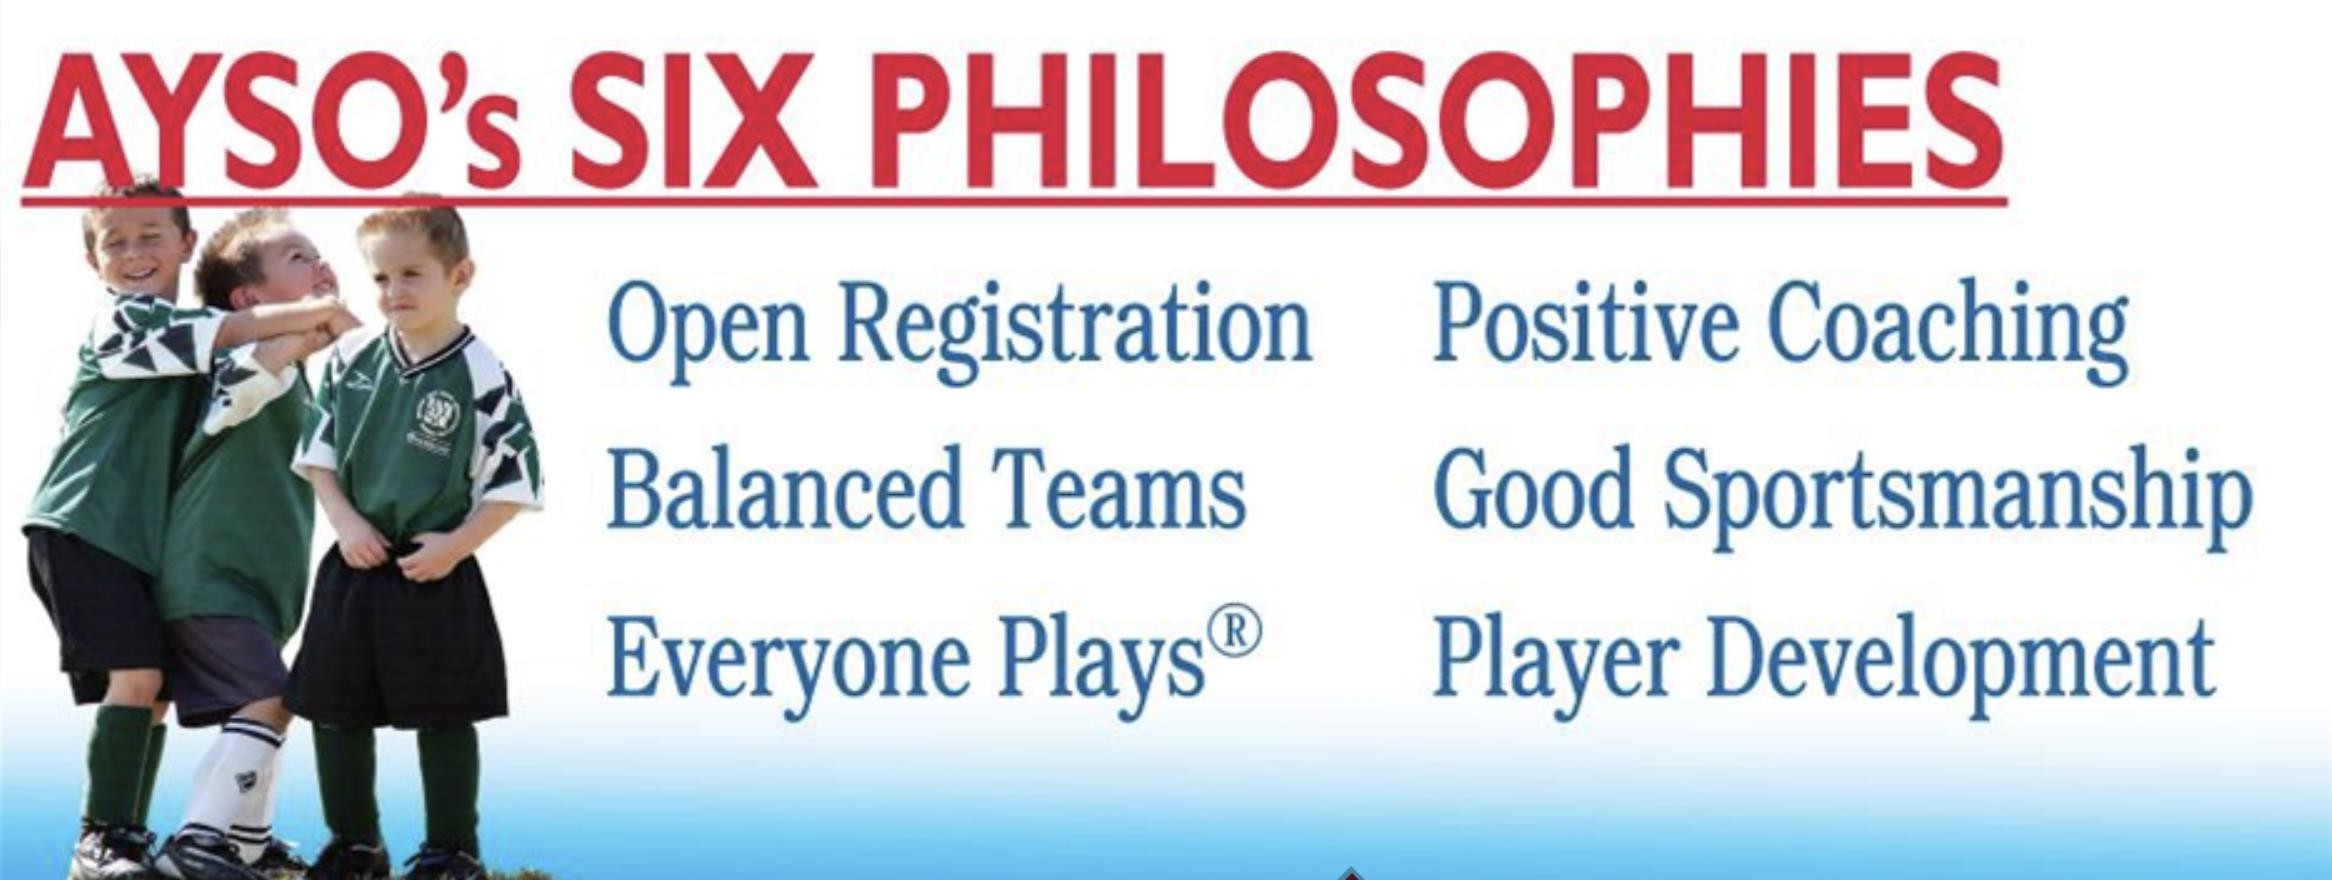 AYSO's SIX PHILOSOPHIES
Open Registration
Balanced Teams
Everyone Plays®
Positive Coaching
Good Sportsmanship
Player Development